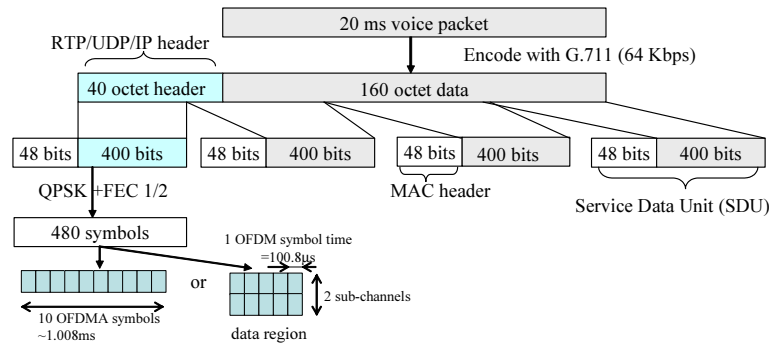 20 ms voice packet
RTP/UDP/IP header
Encode with G.711 (64 Kbps)
40 octet header
160 octet data
48 bits
400 bits
48 bits
400 bits
48 bits
400 bits
48 bits
400 bits
QPSK +FEC 1/2
MAC header
Service Data Unit (SDU)
480 symbols
1 OFDM symbol time
=100.8μs
or
2 sub-channels
10 OFDMA symbols
~1.008ms
data region